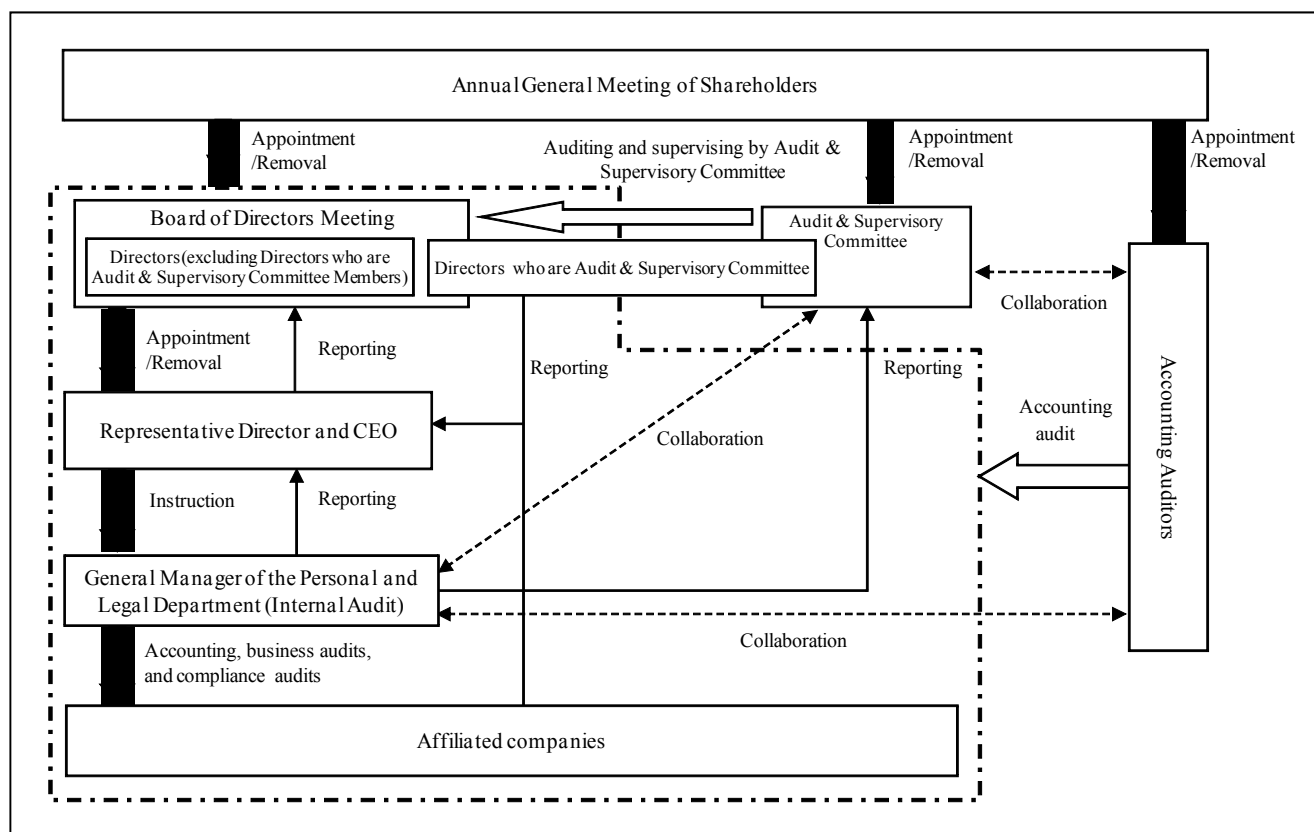 Annual General Meeting of Shareholders
Appointment
/Removal
Auditing and supervising by Audit &
Supervisory Committee
Appointment
/Removal
Appointment
/Removal
Board of Directors Meeting
Directors(excluding Directors who are
Audit & Supervisory Committee Members)
Directors who are Audit & Supervisory Committee
Audit & Supervisory
Committee
Collaboration
Appointment
/Removal
Reporting
Reporting
Reporting
Representative Director and CEO
Collaboration
Accounting
audit
Accounting Auditors
Instruction
Reporting
General Manager of the Personal and
Legal Department (Internal Audit)
Collaboration
Accounting, business audits,
and compliance audits
Affiliated companies